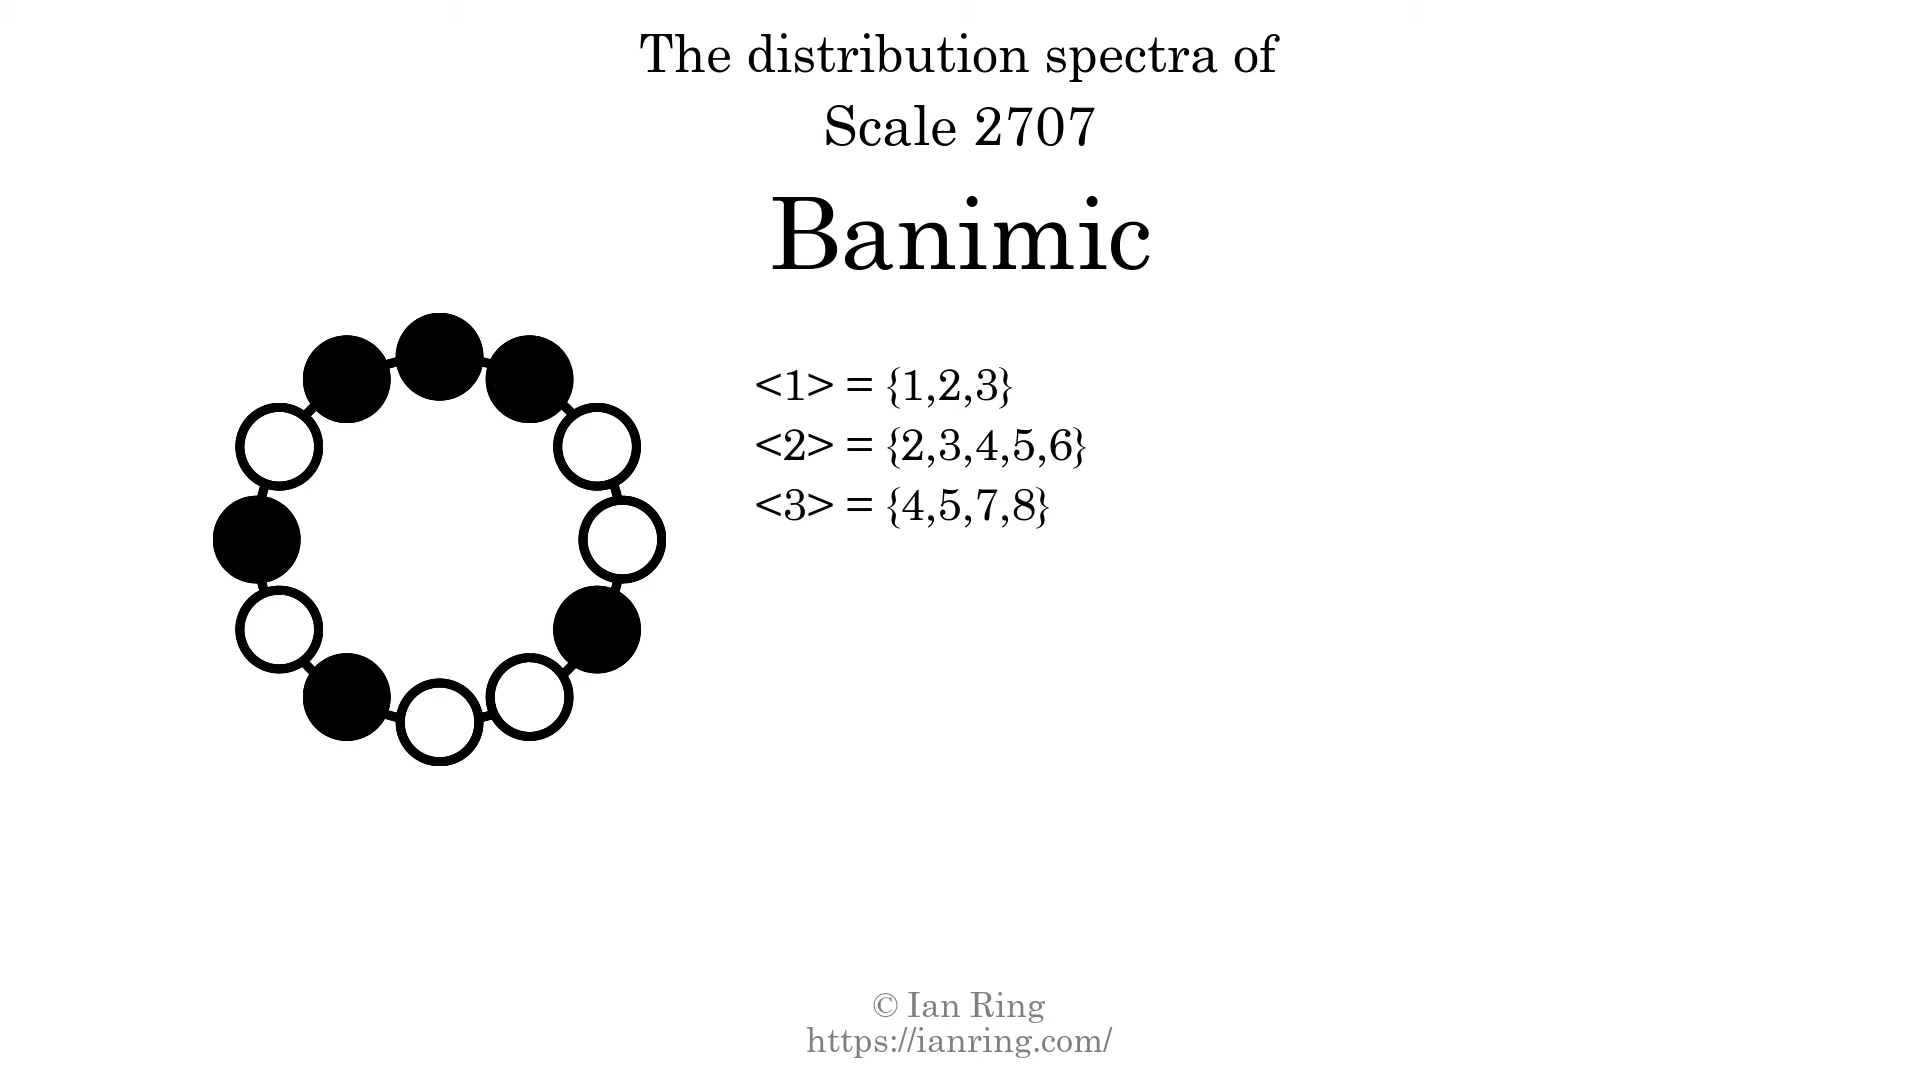 The distribution spectra of
Scale 2707
Banimic
<1> = {1,2,3}
<2> = {2,3,4,5,6}
<3> = {4,5,7,8}
© Ian Ring
https://ianring.com/